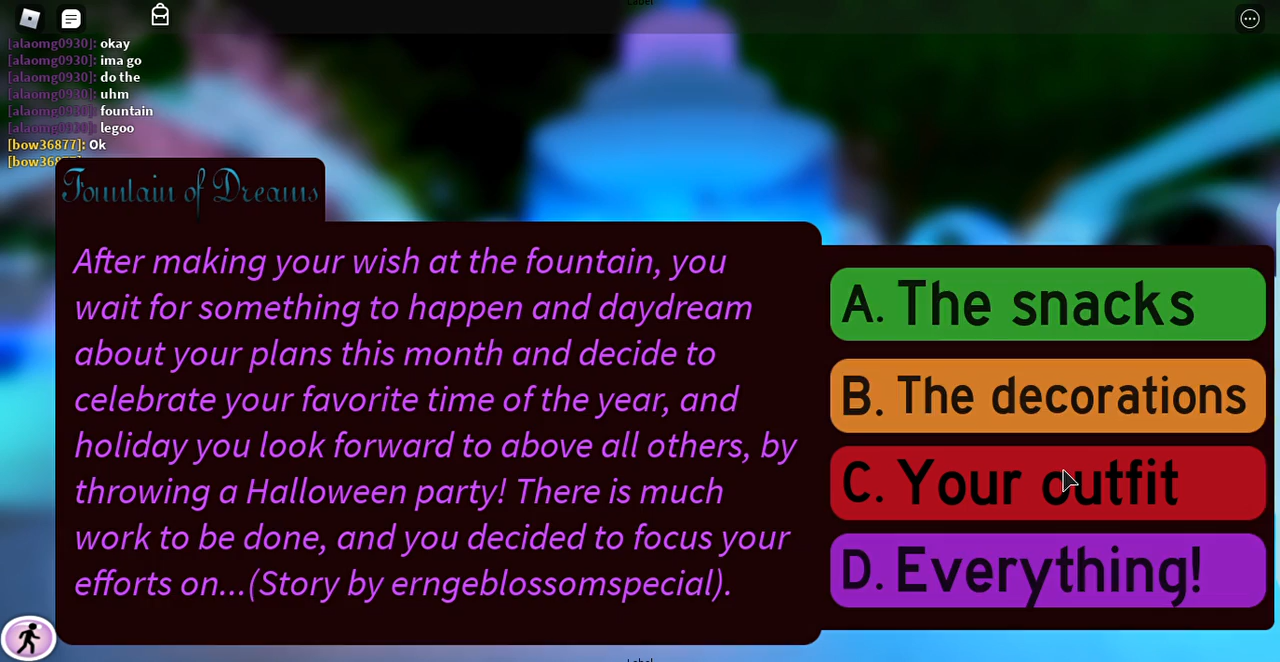 Label
[alaomg0930]: okay
[alaomg0930]: ima go
[alaomg0930]: do the
[alaomg0930]: uhm
[alaomg0930]: fountain
[alaomg0930]: legoo
[bow36877]: Ok
Fountain of Dreams
After making your wish at the fountain, you
wait for something to happen and daydream
about your plans this month and decide to
celebrate your favorite time of the year, and
holiday you look forward to above all others, by
throwing a Halloween party! There is much
work to be done, and you decided to focus your
efforts on...(Story by erngeblossomspecial).
A. The snacks
B. The decorations
C. Your outfit
D. Everything!
Label